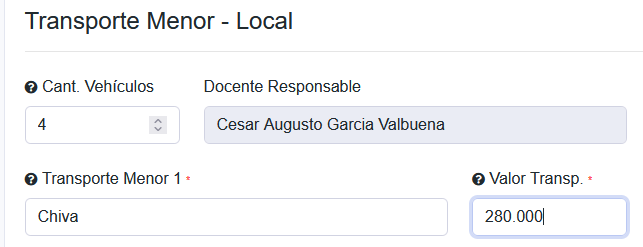 Transporte Menor - Local
Cant. Vehículos
Docente Responsable
4
Cesar Augusto Garcia Valbuena
Transporte Menor 1 *
Valor Transp. *
Chiva
280.000